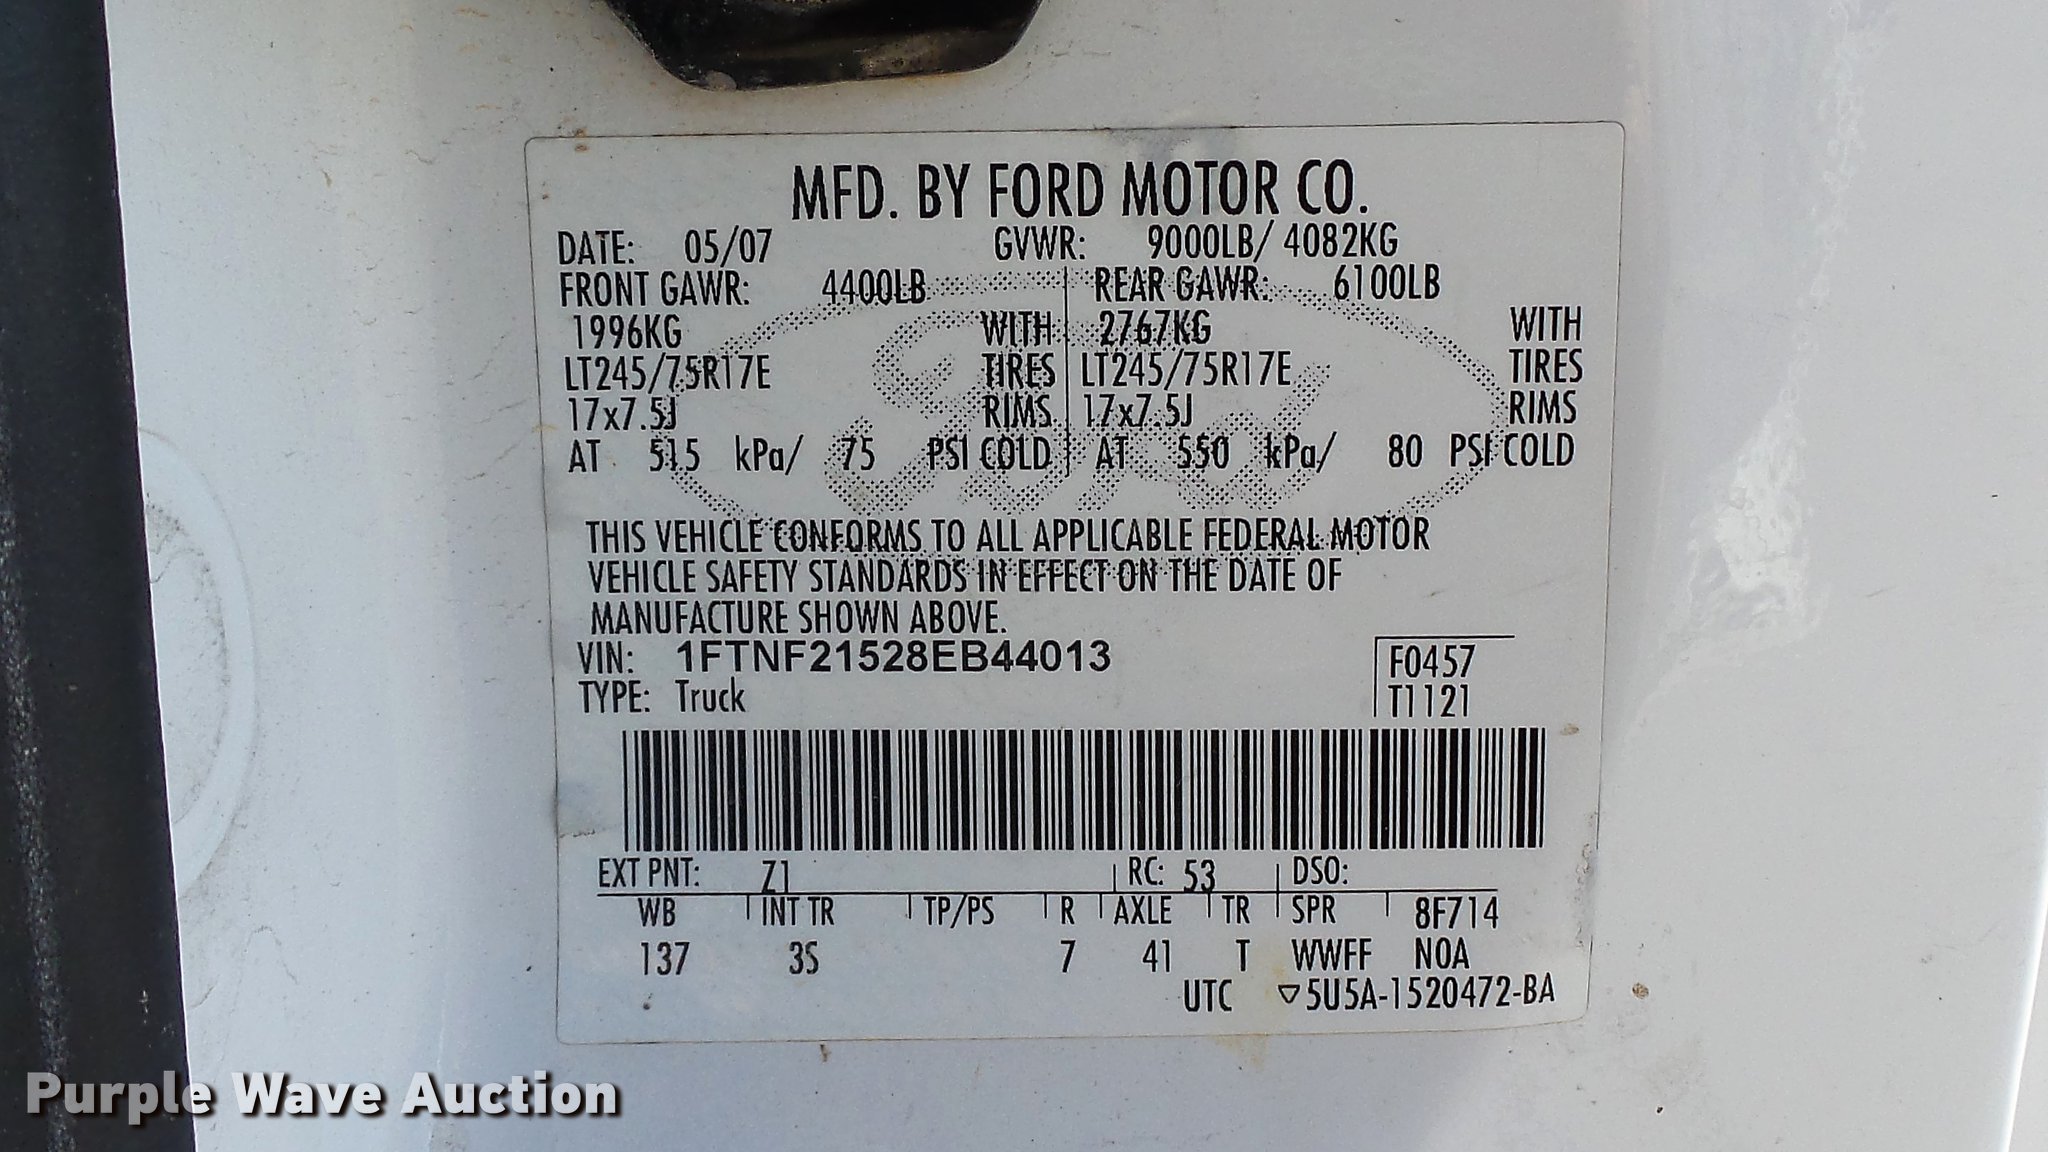 MFD. BY FORD MOTOR CO.
DATE: 05/07 GVWR: 9000LB/ 4082KG
FRONT GAWR: 4400LB REAR GAWR: 6100LB
1996KG WITH 2767KG WITH
LT245/75R17E TIRES LT245/75R17E TIRES
17x7.5J RIMS 17x7.5J RIMS
AT 515 kPa/ 75 PSI COLD AT 550 kPa/ 80 PSI COLD
Ford
THIS VEHICLE CONFORMS TO ALL APPLICABLE FEDERAL MOTOR
VEHICLE SAFETY STANDARDS IN EFFECT ON THE DATE OF
MANUFACTURE SHOWN ABOVE.
VIN: 1FTNF21528EB44013 F0457
TYPE: Truck T1121
EXT PNT: Z1 RC: 53 DSO:
WB INT TR TP/PS R AXLE TR SPR 8F714
137 3S 7 41 T WWFF NOA
UTC ▽5U5A-1520472-BA
Purple Wave Auction